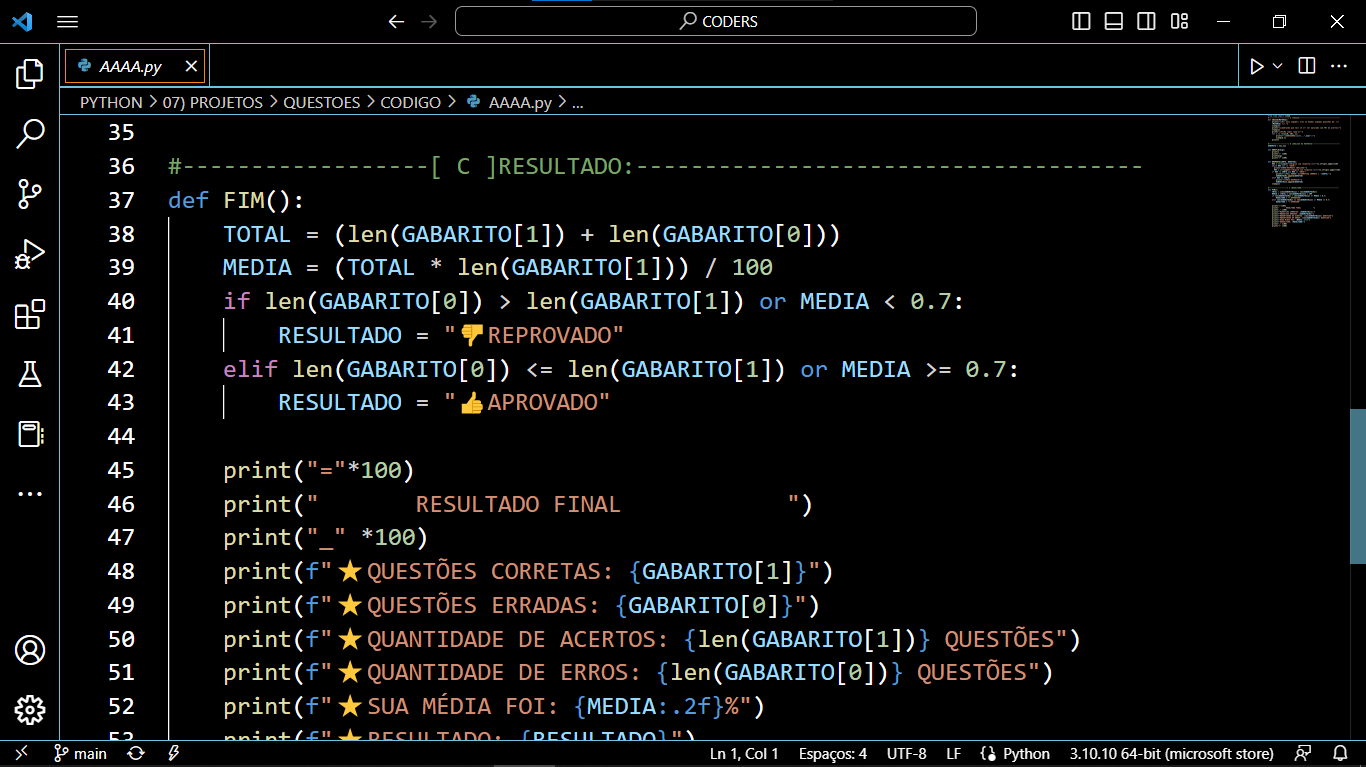 CODERS
AAAA.py
PYTHON > 07) PROJETOS > QUESTOES > CODIGO > AAAA.py > ...
35
36 #------------------[ C ]RESULTADO:-------------------------------------
37 def FIM():
38     TOTAL = (len(GABARITO[1]) + len(GABARITO[0]))
39     MEDIA = (TOTAL * len(GABARITO[1])) / 100
40     if len(GABARITO[0]) > len(GABARITO[1]) or MEDIA < 0.7:
41         RESULTADO = "👎REPROVADO"
42     elif len(GABARITO[0]) <= len(GABARITO[1]) or MEDIA >= 0.7:
43         RESULTADO = "👍APROVADO"
44
45     print("="*100)
46     print("       RESULTADO FINAL            ")
47     print("_" *100)
48     print(f"⭐QUESTÕES CORRETAS: {GABARITO[1]}")
49     print(f"⭐QUESTÕES ERRADAS: {GABARITO[0]}")
50     print(f"⭐QUANTIDADE DE ACERTOS: {len(GABARITO[1])} QUESTÕES")
51     print(f"⭐QUANTIDADE DE ERROS: {len(GABARITO[0])} QUESTÕES")
52     print(f"⭐SUA MÉDIA FOI: {MEDIA:.2f}%")
53     print(f"⭐RESULTADO: {RESULTADO}")
main Ln 1, Col 1 Espaços: 4 UTF-8 LF Python 3.10.10 64-bit (microsoft store)